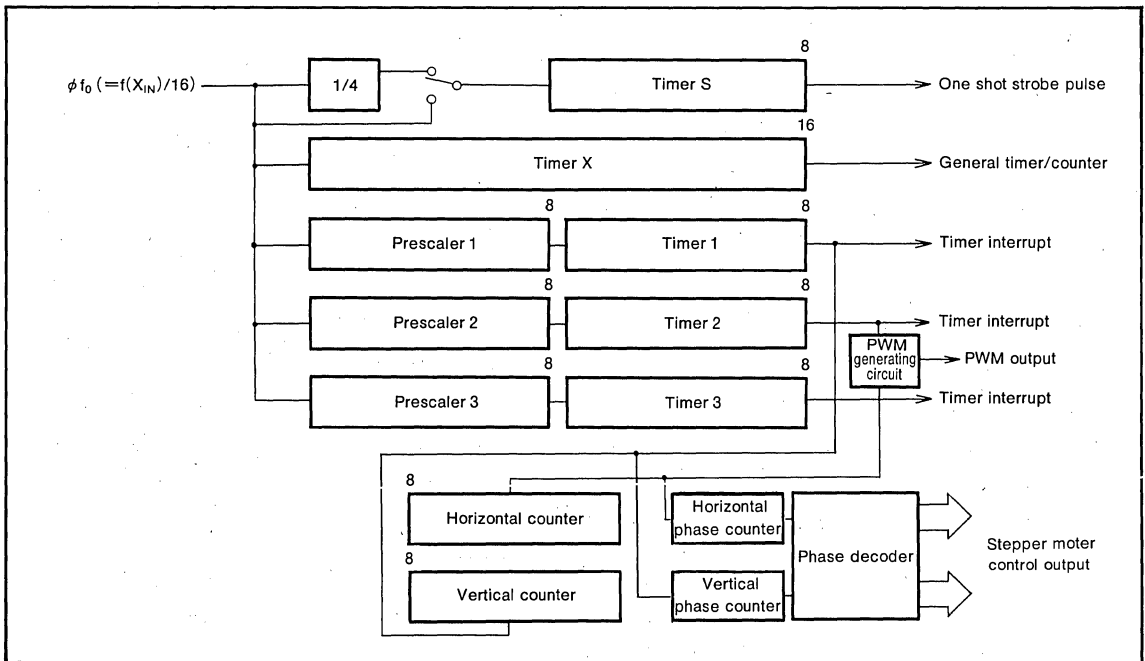 8
φf₀ (=f(X_IN)/16)
1/4
Timer S
One shot strobe pulse
16
Timer X
General timer/counter
8
8
Prescaler 1
Timer 1
Timer interrupt
8
8
Prescaler 2
Timer 2
Timer interrupt
PWM
generating
circuit
PWM output
8
8
Prescaler 3
Timer 3
Timer interrupt
8
Horizontal counter
Horizontal
phase counter
Phase decoder
Stepper moter
control output
8
Vertical counter
Vertical
phase counter